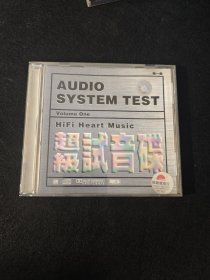 AUDIO
SYSTEM TEST
Volume One
HiFi Heart Music
超級試音碟